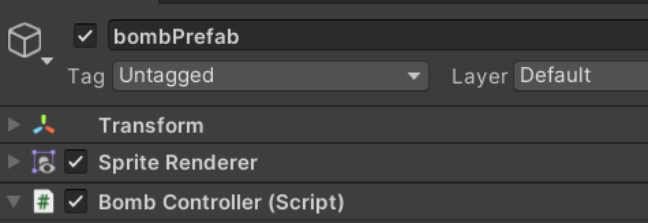 bombPrefab
Tag Untagged Layer Default
Transform
Sprite Renderer
# Bomb Controller (Script)